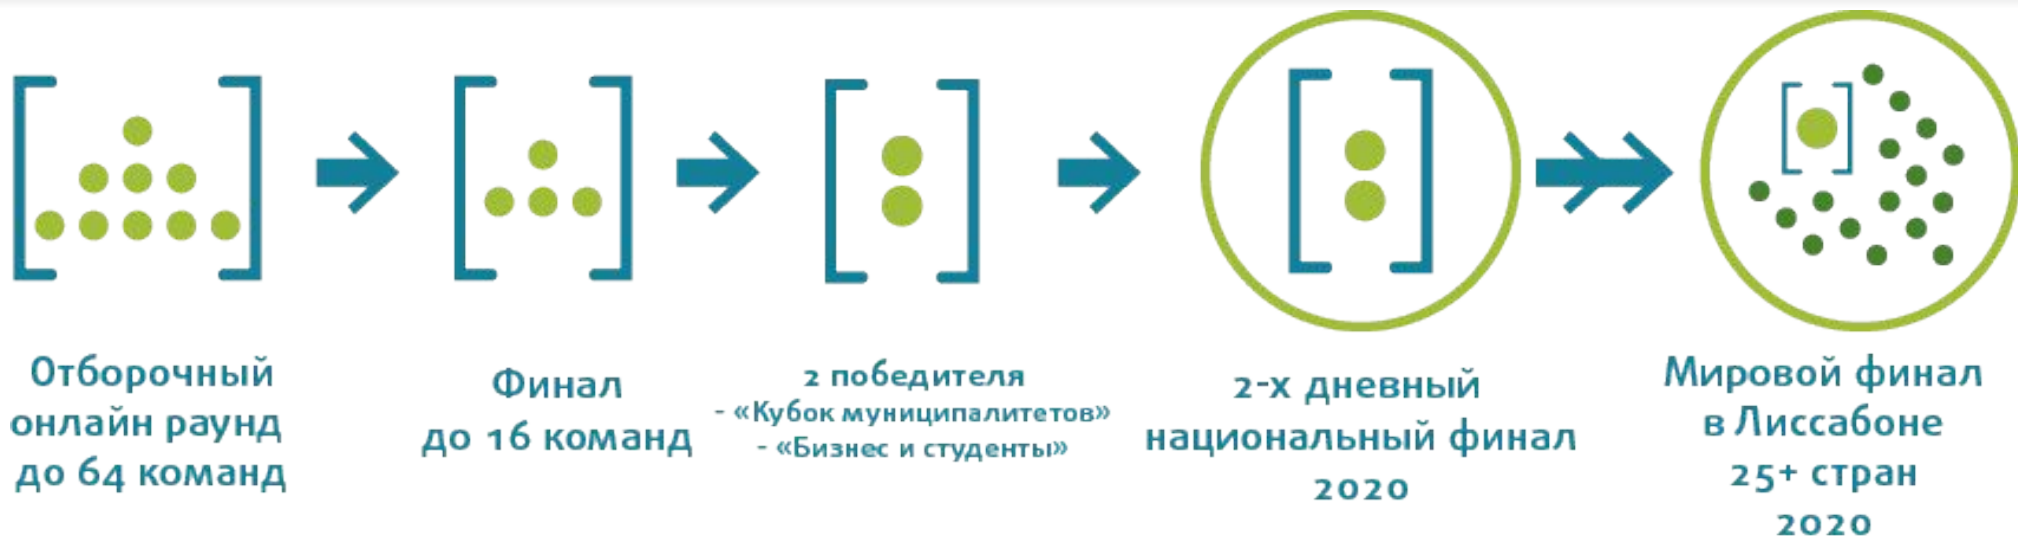 Отборочный
онлайн раунд
до 64 команд
Финал
до 16 команд
2 победителя
- «Кубок муниципалитетов»
- «Бизнес и студенты»
2-х дневный
национальный финал
2020
Мировой финал
в Лиссабоне
25+ стран
2020